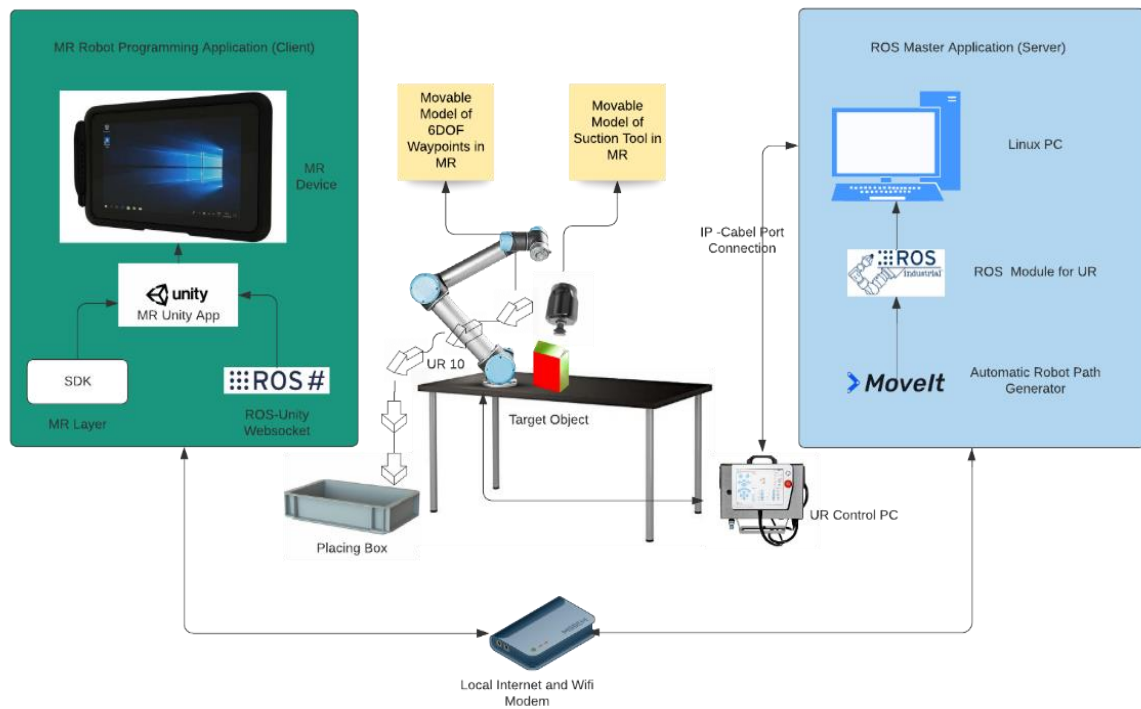 MR Robot Programming Application (Client)
MR
Device
unity
MR Unity App
SDK
MR Layer
ROS#
ROS-Unity
Websocket
Movable
Model of
6DOF
Waypoints in
MR
Movable
Model of
Suction Tool in
MR
UR 10
Target Object
Placing Box
IP -Cabel Port
Connection
UR Control PC
Local Internet and Wifi
Modem
ROS Master Application (Server)
Linux PC
ROS
Industrial
ROS Module for UR
MoveIt
Automatic Robot Path
Generator